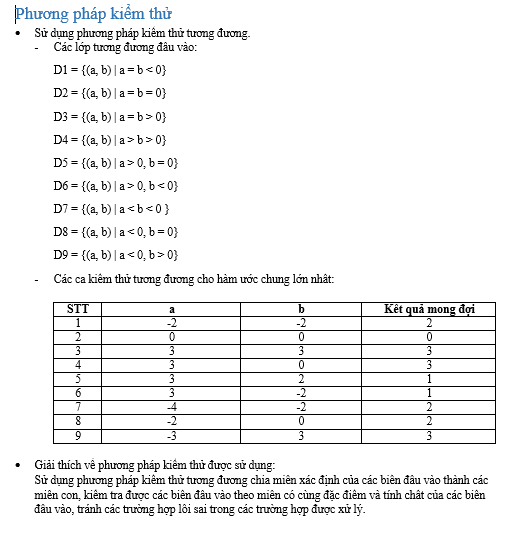 Phương pháp kiểm thử
• Sử dụng phương pháp kiểm thử tương đương.
- Các lớp tương đương đầu vào:
D1 = {(a, b) | a = b < 0}
D2 = {(a, b) | a = b = 0}
D3 = {(a, b) | a = b > 0}
D4 = {(a, b) | a > b > 0}
D5 = {(a, b) | a > 0, b = 0}
D6 = {(a, b) | a > 0, b < 0}
D7 = {(a, b) | a < b < 0 }
D8 = {(a, b) | a < 0, b = 0}
D9 = {(a, b) | a < 0, b > 0}
- Các ca kiểm thử tương đương cho hàm ước chung lớn nhất:
STT a b Kết quả mong đợi
1 -2 -2 2
2 0 0 0
3 3 3 3
4 3 0 3
5 3 2 1
6 3 -2 1
7 -4 -2 2
8 -2 0 2
9 -3 3 3
• Giải thích về phương pháp kiểm thử được sử dụng:
Sử dụng phương pháp kiểm thử tương đương chia miền xác định của các biến đầu vào thành các
miền con, kiểm tra được các biến đầu vào theo miền có cùng đặc điểm và tính chất của các biến
đầu vào, tránh các trường hợp lỗi sai trong các trường hợp được xử lý.